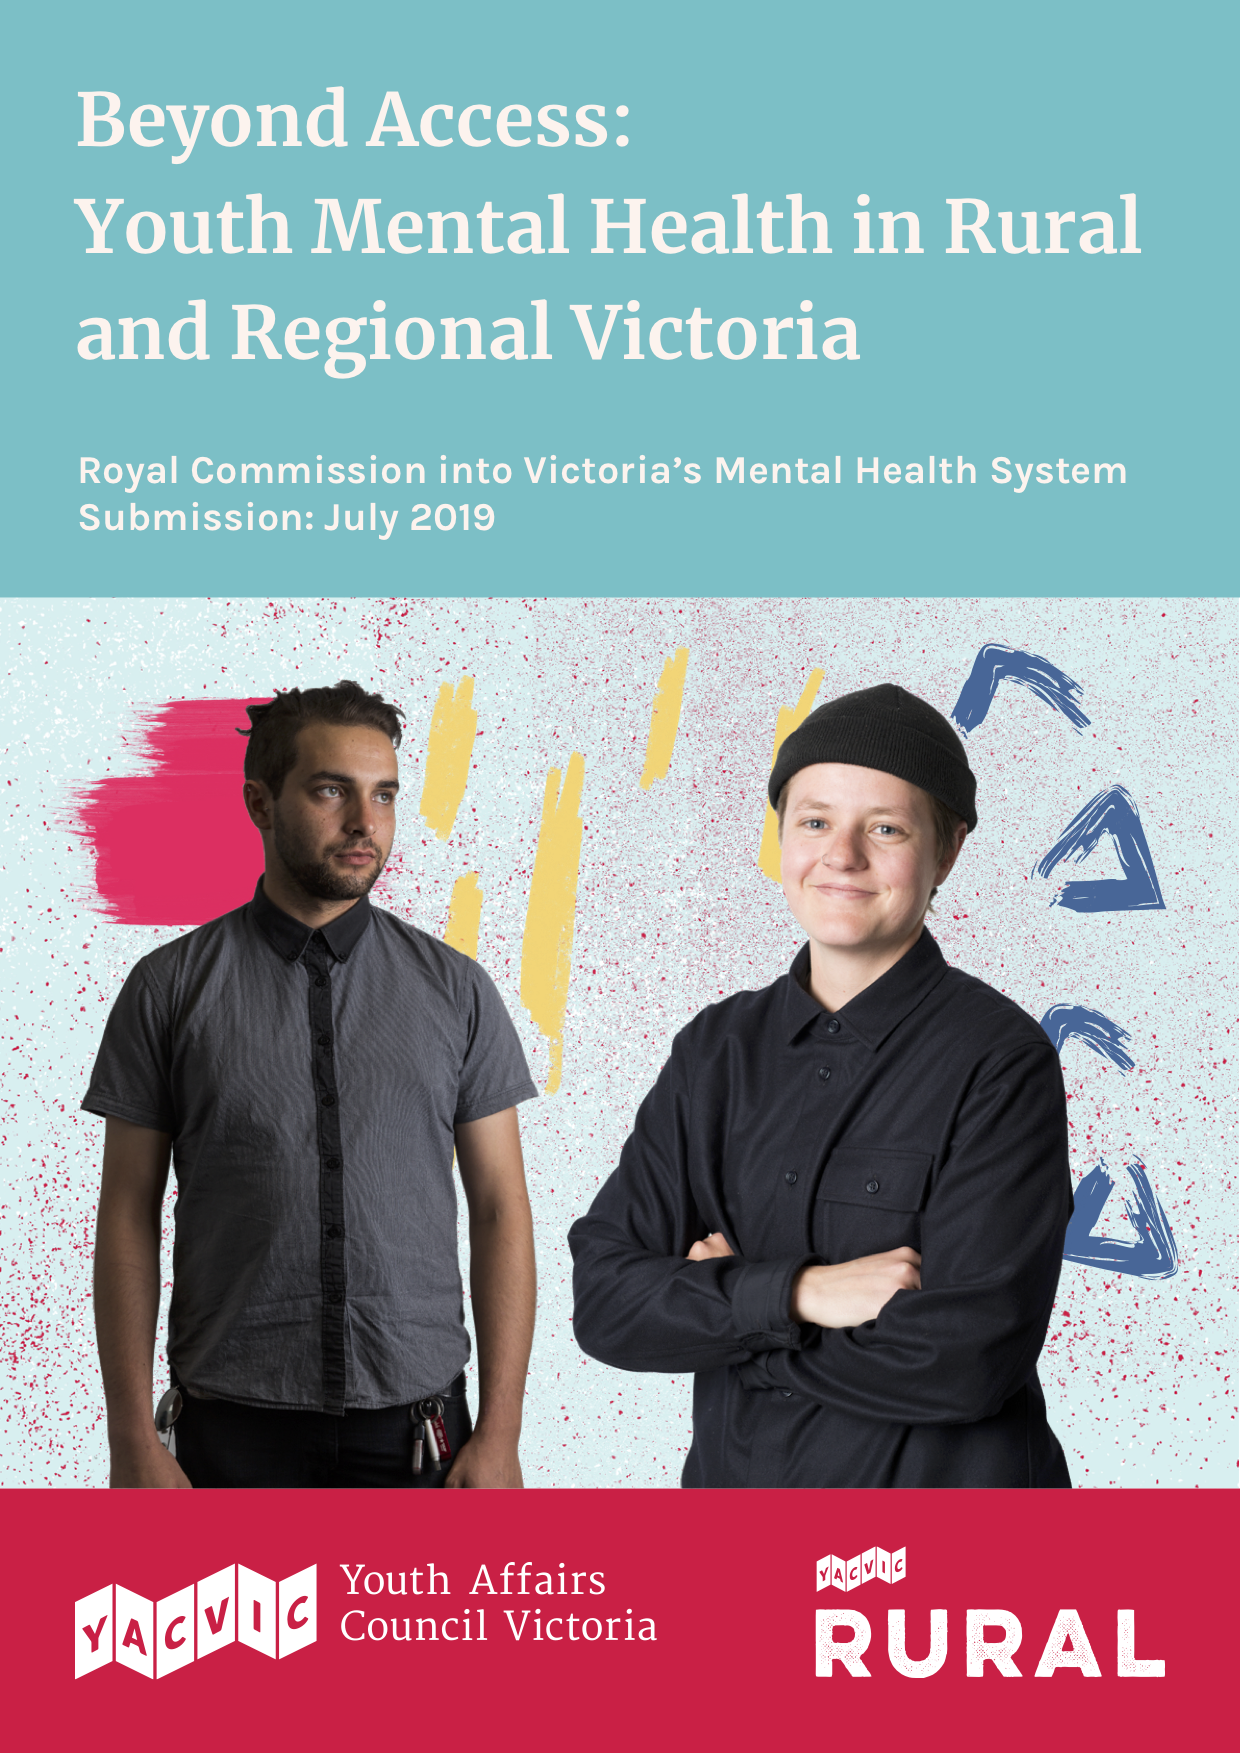 Beyond Access:
Youth Mental Health in Rural
and Regional Victoria
Royal Commission into Victoria’s Mental Health System
Submission: July 2019
YACVIC
Youth Affairs
Council Victoria
YACVIC
RURAL